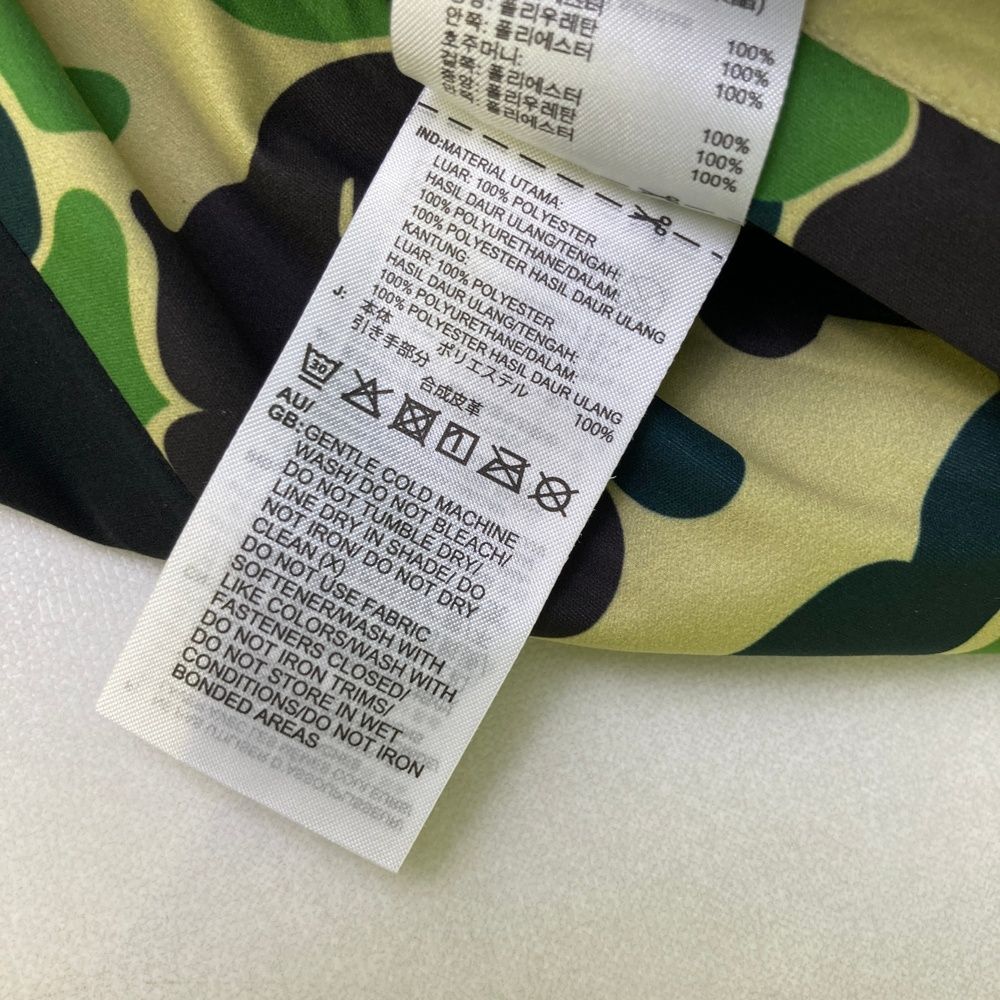 폴리우레탄 100%
안쪽: 폴리에스터 100%
호주머니:
겉쪽: 폴리에스터 100%
폴리우레탄 100%
안쪽: 폴리에스터 100%
IND:MATERIAL UTAMA:
LUAR: 100% POLYESTER
HASIL DAUR ULANG/TENGAH:
100% POLYURETHANE/DALAM:
100% POLYESTER HASIL DAUR ULANG
KANTUNG:
LUAR: 100% POLYESTER
HASIL DAUR ULANG/TENGAH:
100% POLYURETHANE/DALAM:
100% POLYESTER HASIL DAUR ULANG
J: 本体 ポリエステル 100%
引き手部分 合成皮革
30
AU/
GB: GENTLE COLD MACHINE
WASH/ DO NOT BLEACH/
DO NOT TUMBLE DRY/
LINE DRY IN SHADE/ DO
NOT IRON/ DO NOT DRY
CLEAN (X)
DO NOT USE FABRIC
SOFTENER/WASH WITH
LIKE COLORS/WASH WITH
FASTENERS CLOSED/
DO NOT IRON TRIMS/
DO NOT STORE IN WET
CONDITIONS/DO NOT IRON
BONDED AREAS